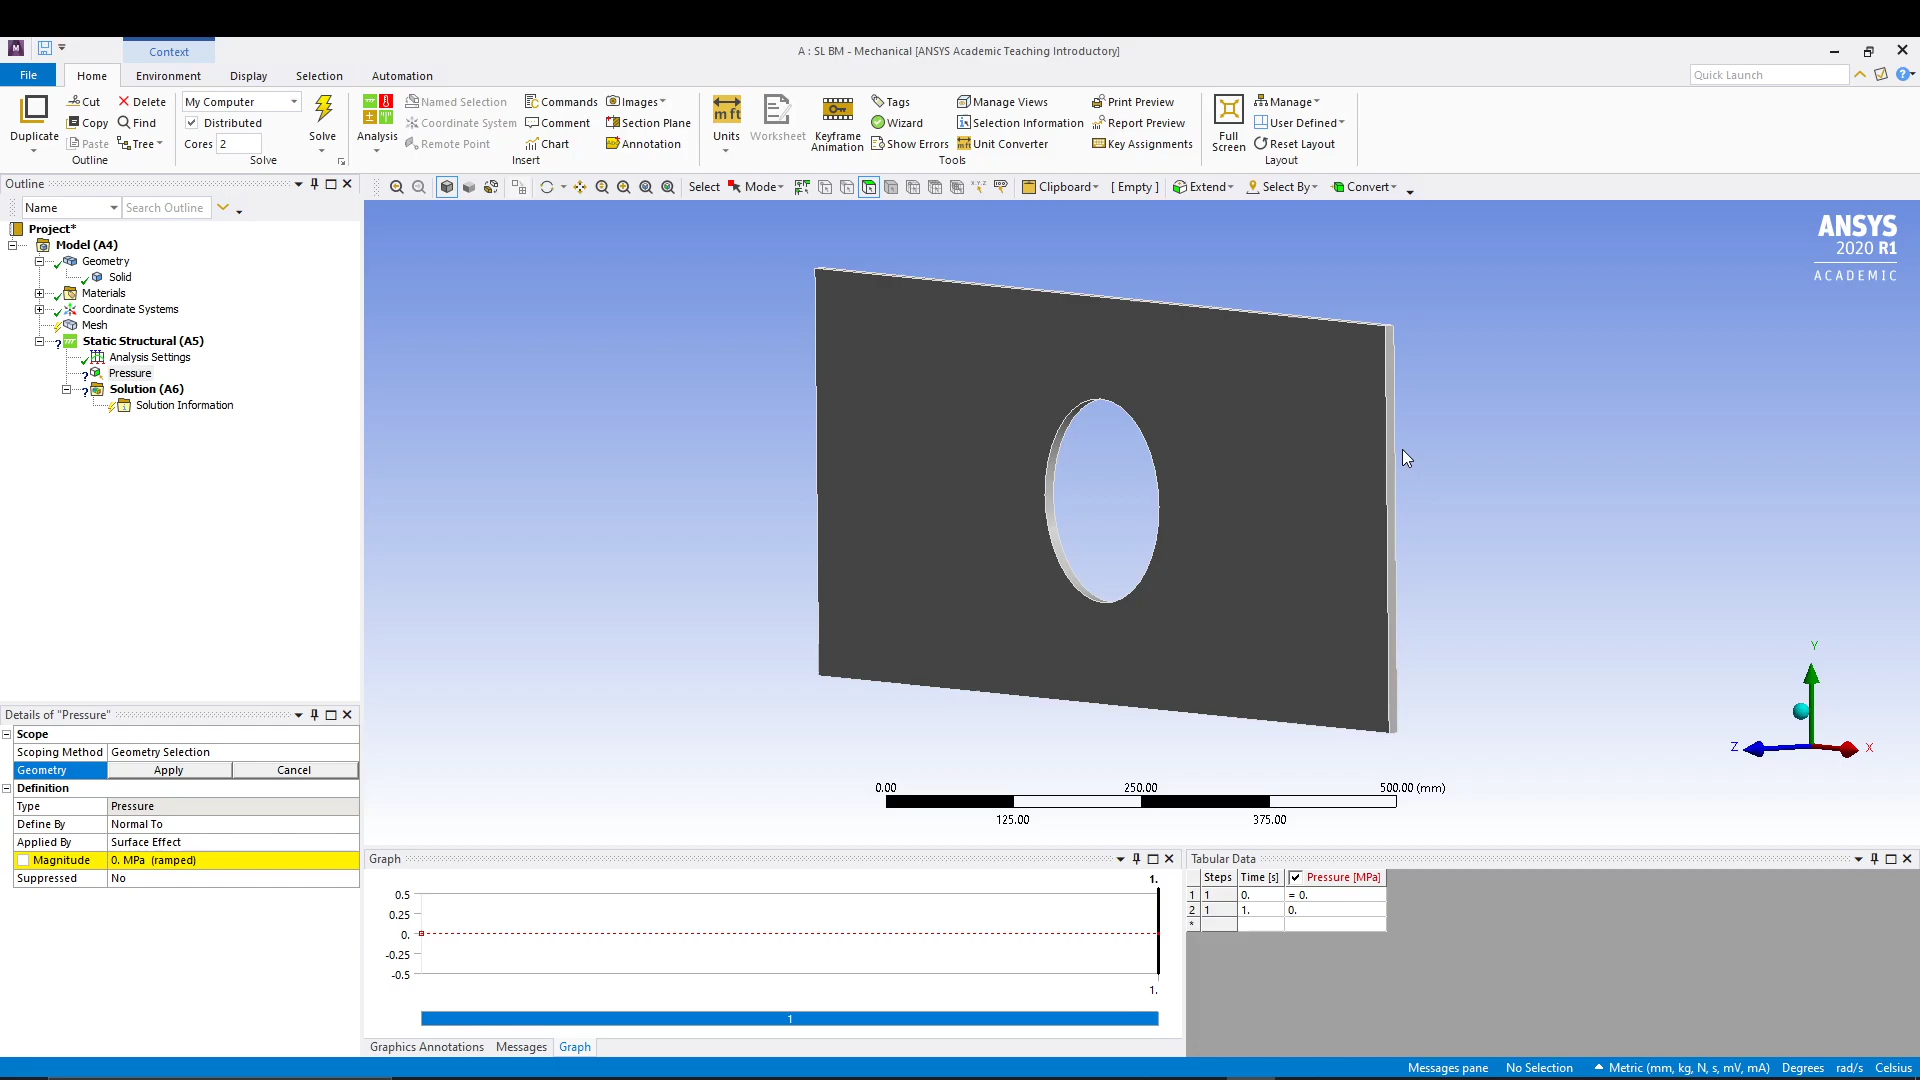 Context
A : SL BM - Mechanical [ANSYS Academic Teaching Introductory]
File Home Environment Display Selection Automation
Quick Launch
Duplicate
Cut
Copy
Paste
Delete
Find
Tree
Outline
My Computer
Distributed
Cores 2
Solve
Solve
Analysis
Named Selection
Coordinate System
Remote Point
Commands
Comment
Chart
Images
Section Plane
Annotation
Insert
mft
Units
Worksheet
Keyframe
Animation
Tags
Wizard
Show Errors
Manage Views
Selection Information
Unit Converter
Print Preview
Report Preview
Key Assignments
Tools
Full
Screen
Manage
User Defined
Reset Layout
Layout
Outline
Name Search Outline
Select Mode Clipboard [ Empty ] Extend Select By Convert
Project*
Model (A4)
Geometry
Solid
Materials
Coordinate Systems
Mesh
Static Structural (A5)
Analysis Settings
Pressure
Solution (A6)
Solution Information
ANSYS
2020 R1
ACADEMIC
Y
Z
X
0.00 250.00 500.00 (mm)
125.00 375.00
Details of "Pressure"
Scope
Scoping Method Geometry Selection
Geometry Apply Cancel
Definition
Type Pressure
Define By Normal To
Applied By Surface Effect
Magnitude 0. MPa (ramped)
Suppressed No
Graph
1.
0.5
0.25
0.
-0.25
-0.5
1.
1
Graphics Annotations Messages Graph
Tabular Data
Steps Time [s] Pressure [MPa]
1 1 0. = 0.
2 1 1. 0.
*
Messages pane No Selection Metric (mm, kg, N, s, mV, mA) Degrees rad/s Celsius